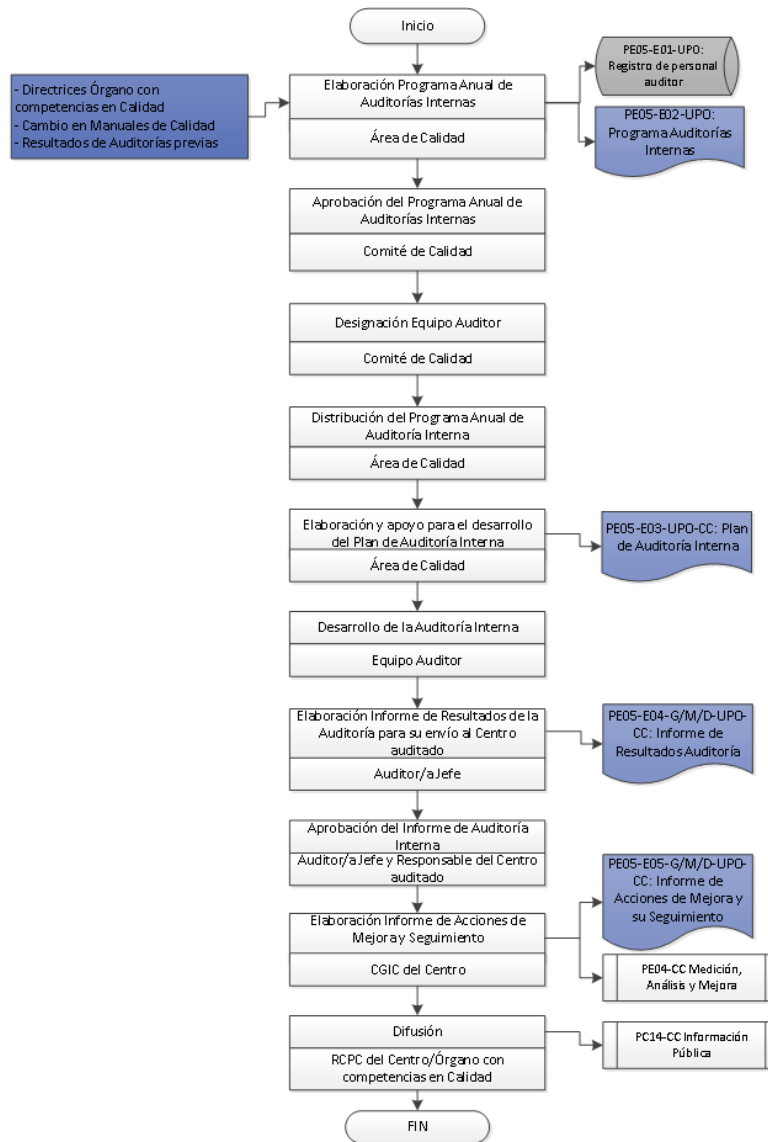 Inicio
PE05-E01-UPO:
Registro de personal
auditor
- Directrices Órgano con
competencias en Calidad
- Cambio en Manuales de Calidad
- Resultados de Auditorías previas
Elaboración Programa Anual de
Auditorías Internas
Área de Calidad
PE05-E02-UPO:
Programa Auditorías
Internas
Aprobación del Programa Anual de
Auditorías Internas
Comité de Calidad
Designación Equipo Auditor
Comité de Calidad
Distribución del Programa Anual de
Auditoría Interna
Área de Calidad
Elaboración y apoyo para el desarrollo
del Plan de Auditoría Interna
Área de Calidad
PE05-E03-UPO-CC: Plan
de Auditoría Interna
Desarrollo de la Auditoría Interna
Equipo Auditor
Elaboración Informe de Resultados de la
Auditoría para su envío al Centro
auditado
Auditor/a Jefe
PE05-E04-G/M/D-UPO-
CC: Informe de
Resultados Auditoría
Aprobación del Informe de Auditoría
Interna
Auditor/a Jefe y Responsable del Centro
auditado
PE05-E05-G/M/D-UPO-
CC: Informe de
Acciones de Mejora y
su Seguimiento
Elaboración Informe de Acciones de
Mejora y Seguimiento
CGIC del Centro
PE04-CC Medición,
Análisis y Mejora
Difusión
RCPC del Centro/Órgano con
competencias en Calidad
PC14-CC Información
Pública
FIN